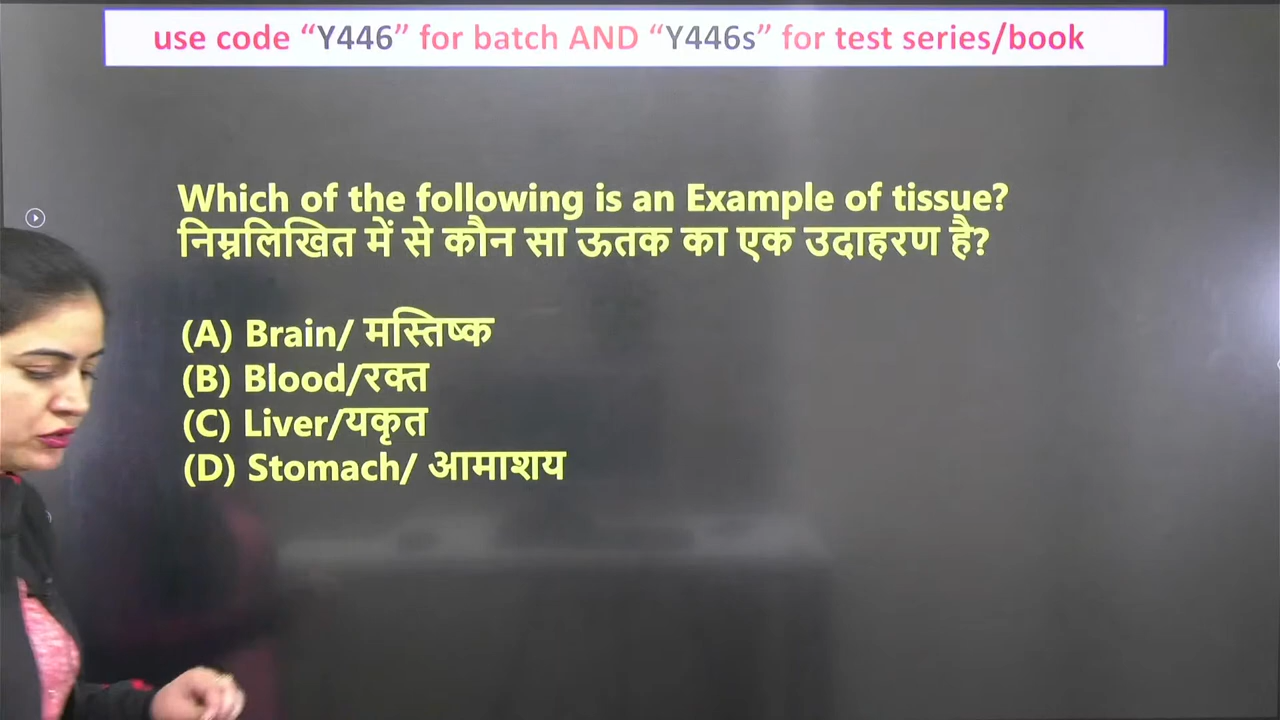 use code “Y446” for batch AND “Y446s” for test series/book
Which of the following is an Example of tissue?
निम्नलिखित में से कौन सा ऊतक का एक उदाहरण है?
(A) Brain/ मस्तिष्क
(B) Blood/रक्त
(C) Liver/यकृत
(D) Stomach/ आमाशय